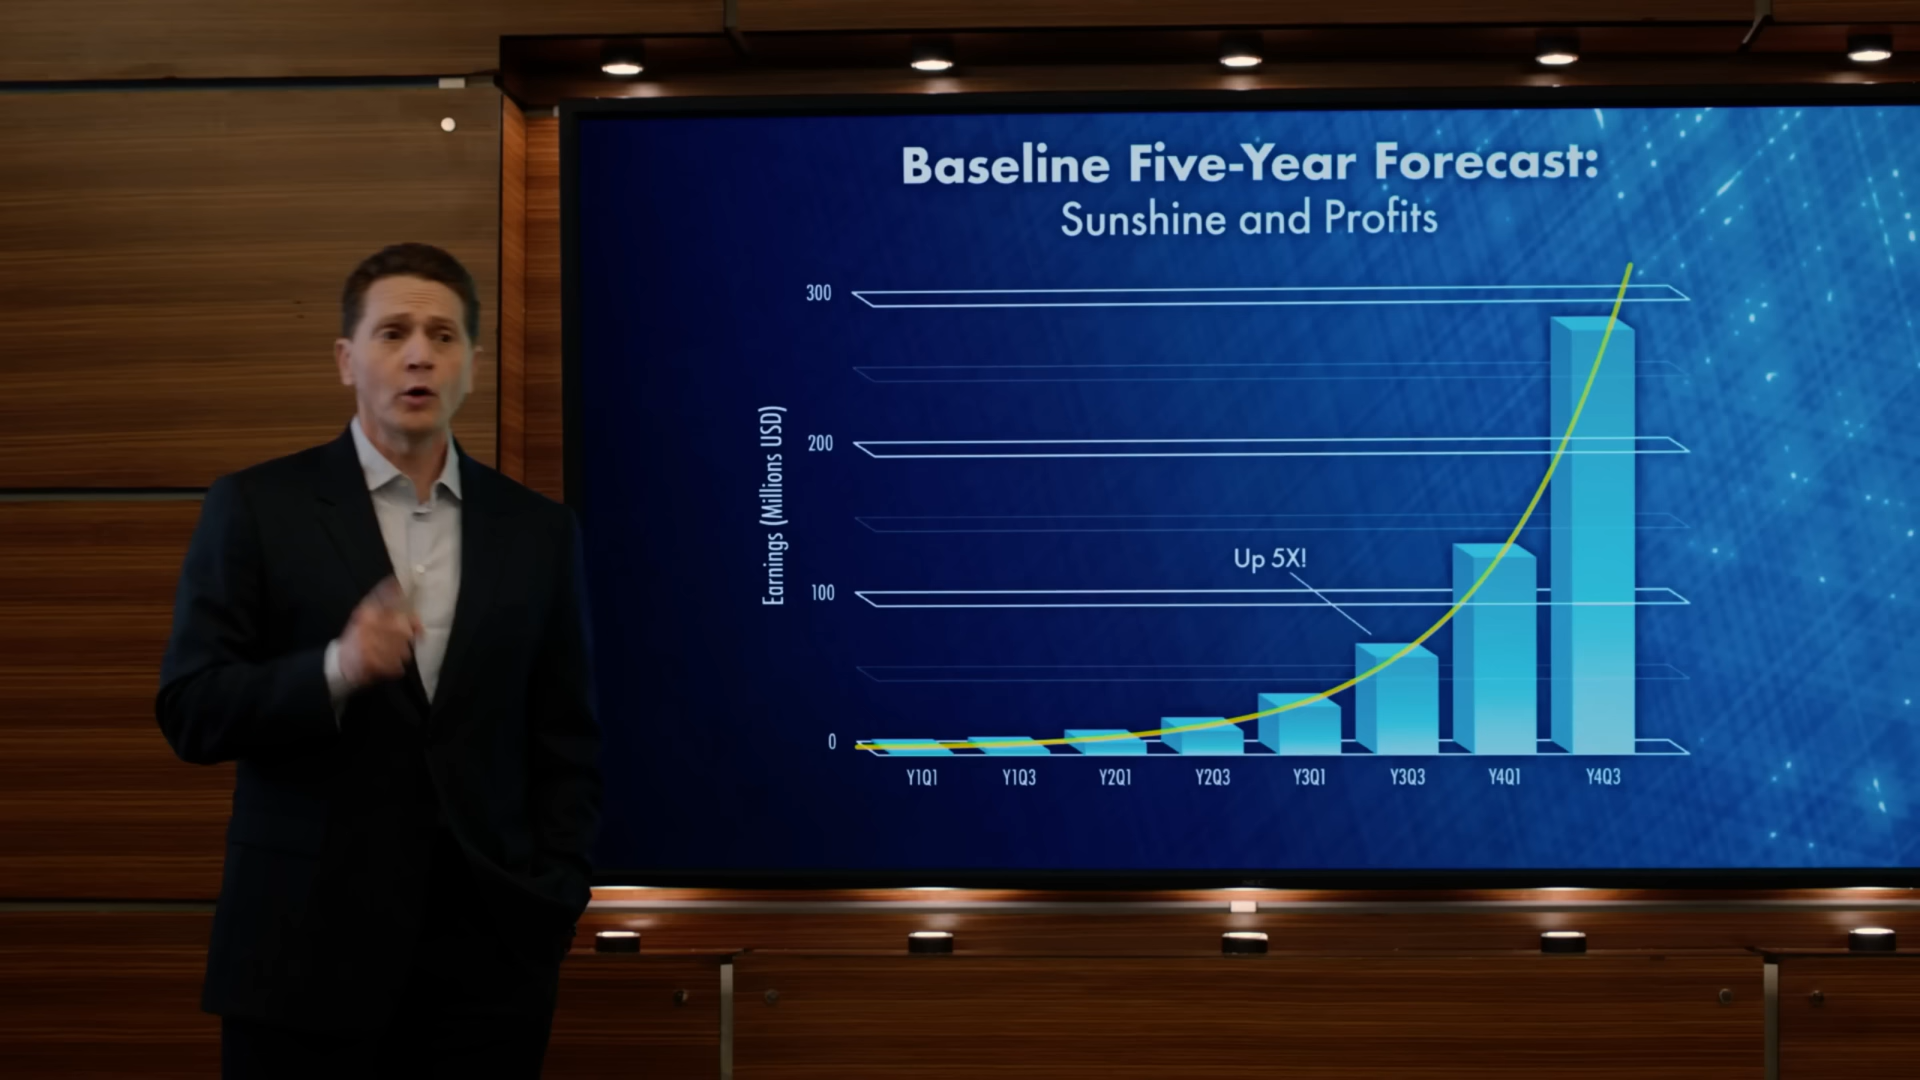 Baseline Five-Year Forecast:
Sunshine and Profits
300
200
100
0
Earnings (Millions USD)
Up 5X!
Y1Q1 Y1Q3 Y2Q1 Y2Q3 Y3Q1 Y3Q3 Y4Q1 Y4Q3